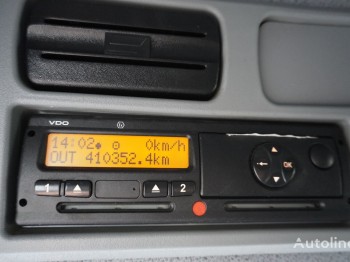 VDO
14:02 0km/h
OUT 410352.4km
OK
1 2
Autoline